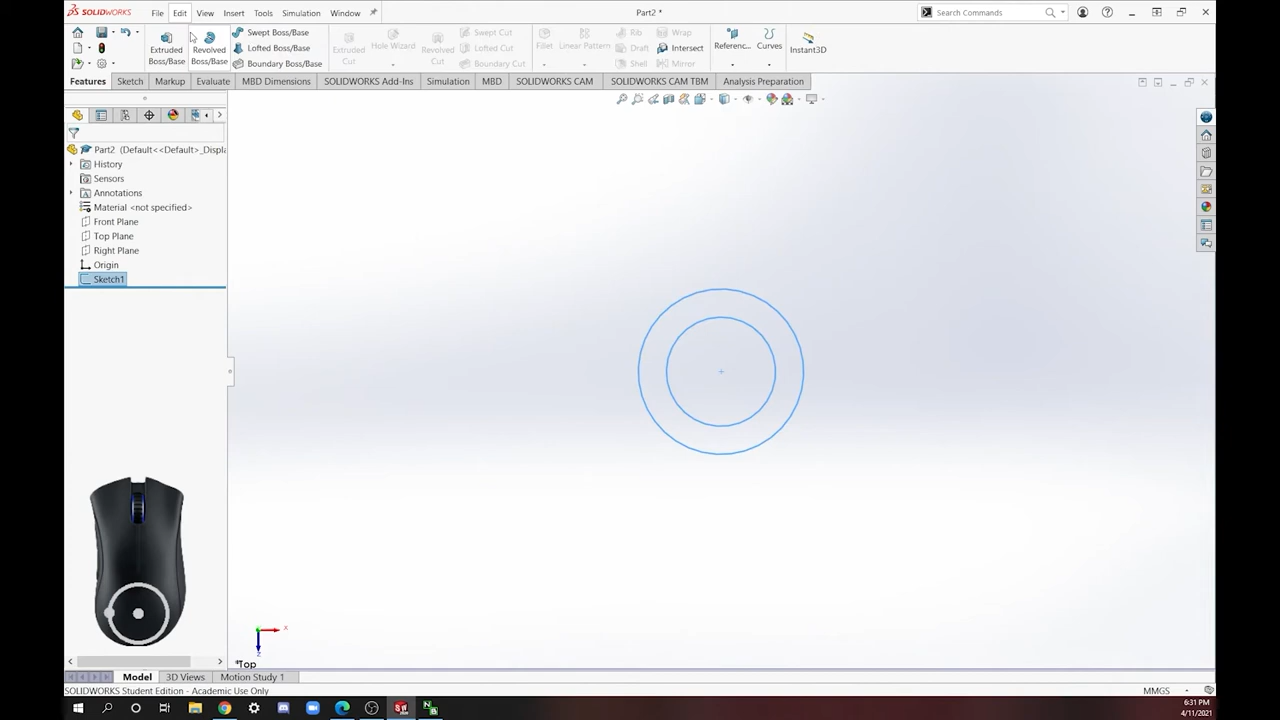 SOLIDWORKS File Edit View Insert Tools Simulation Window Part2 * Search Commands
Extruded Boss/Base Revolved Boss/Base Swept Boss/Base Lofted Boss/Base Boundary Boss/Base Extruded Cut Hole Wizard Revolved Cut Swept Cut Lofted Cut Boundary Cut Fillet Linear Pattern Rib Draft Shell Wrap Intersect Mirror Referenc... Curves Instant3D
Features Sketch Markup Evaluate MBD Dimensions SOLIDWORKS Add-Ins Simulation MBD SOLIDWORKS CAM SOLIDWORKS CAM TBM Analysis Preparation
Part2 (Default<<Default>_Displa
History
Sensors
Annotations
Material <not specified>
Front Plane
Top Plane
Right Plane
Origin
Sketch1
x
z
*Top
Model 3D Views Motion Study 1
SOLIDWORKS Student Edition - Academic Use Only MMGS
6:31 PM
4/11/2021